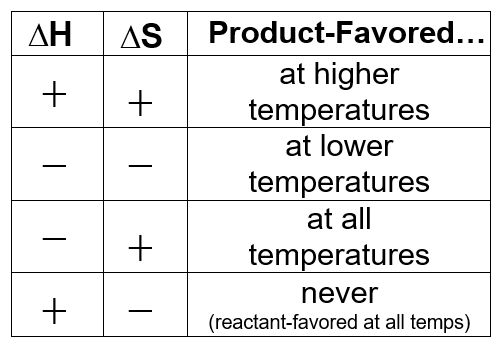 ΔH ΔS Product-Favored...
+ + at higher
temperatures
− − at lower
temperatures
− + at all
temperatures
+ − never
(reactant-favored at all temps)